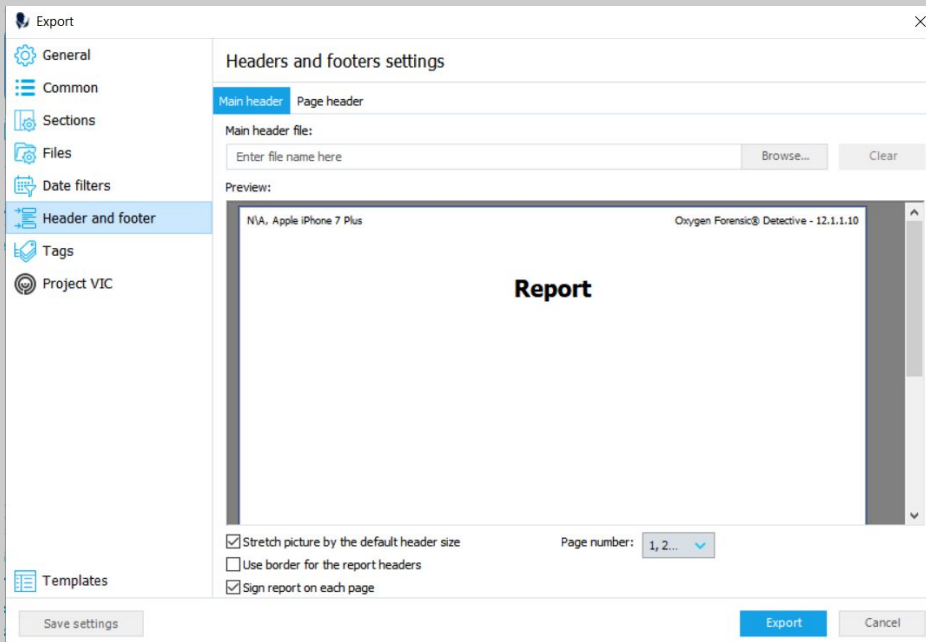 Export
General
Common
Sections
Files
Date filters
Header and footer
Tags
Project VIC
Templates
Save settings
Headers and footers settings
Main header Page header
Main header file:
Enter file name here Browse... Clear
Preview:
N\A, Apple iPhone 7 Plus Oxygen Forensic® Detective - 12.1.1.10
Report
Stretch picture by the default header size Page number: 1, 2...
Use border for the report headers
Sign report on each page
Export Cancel